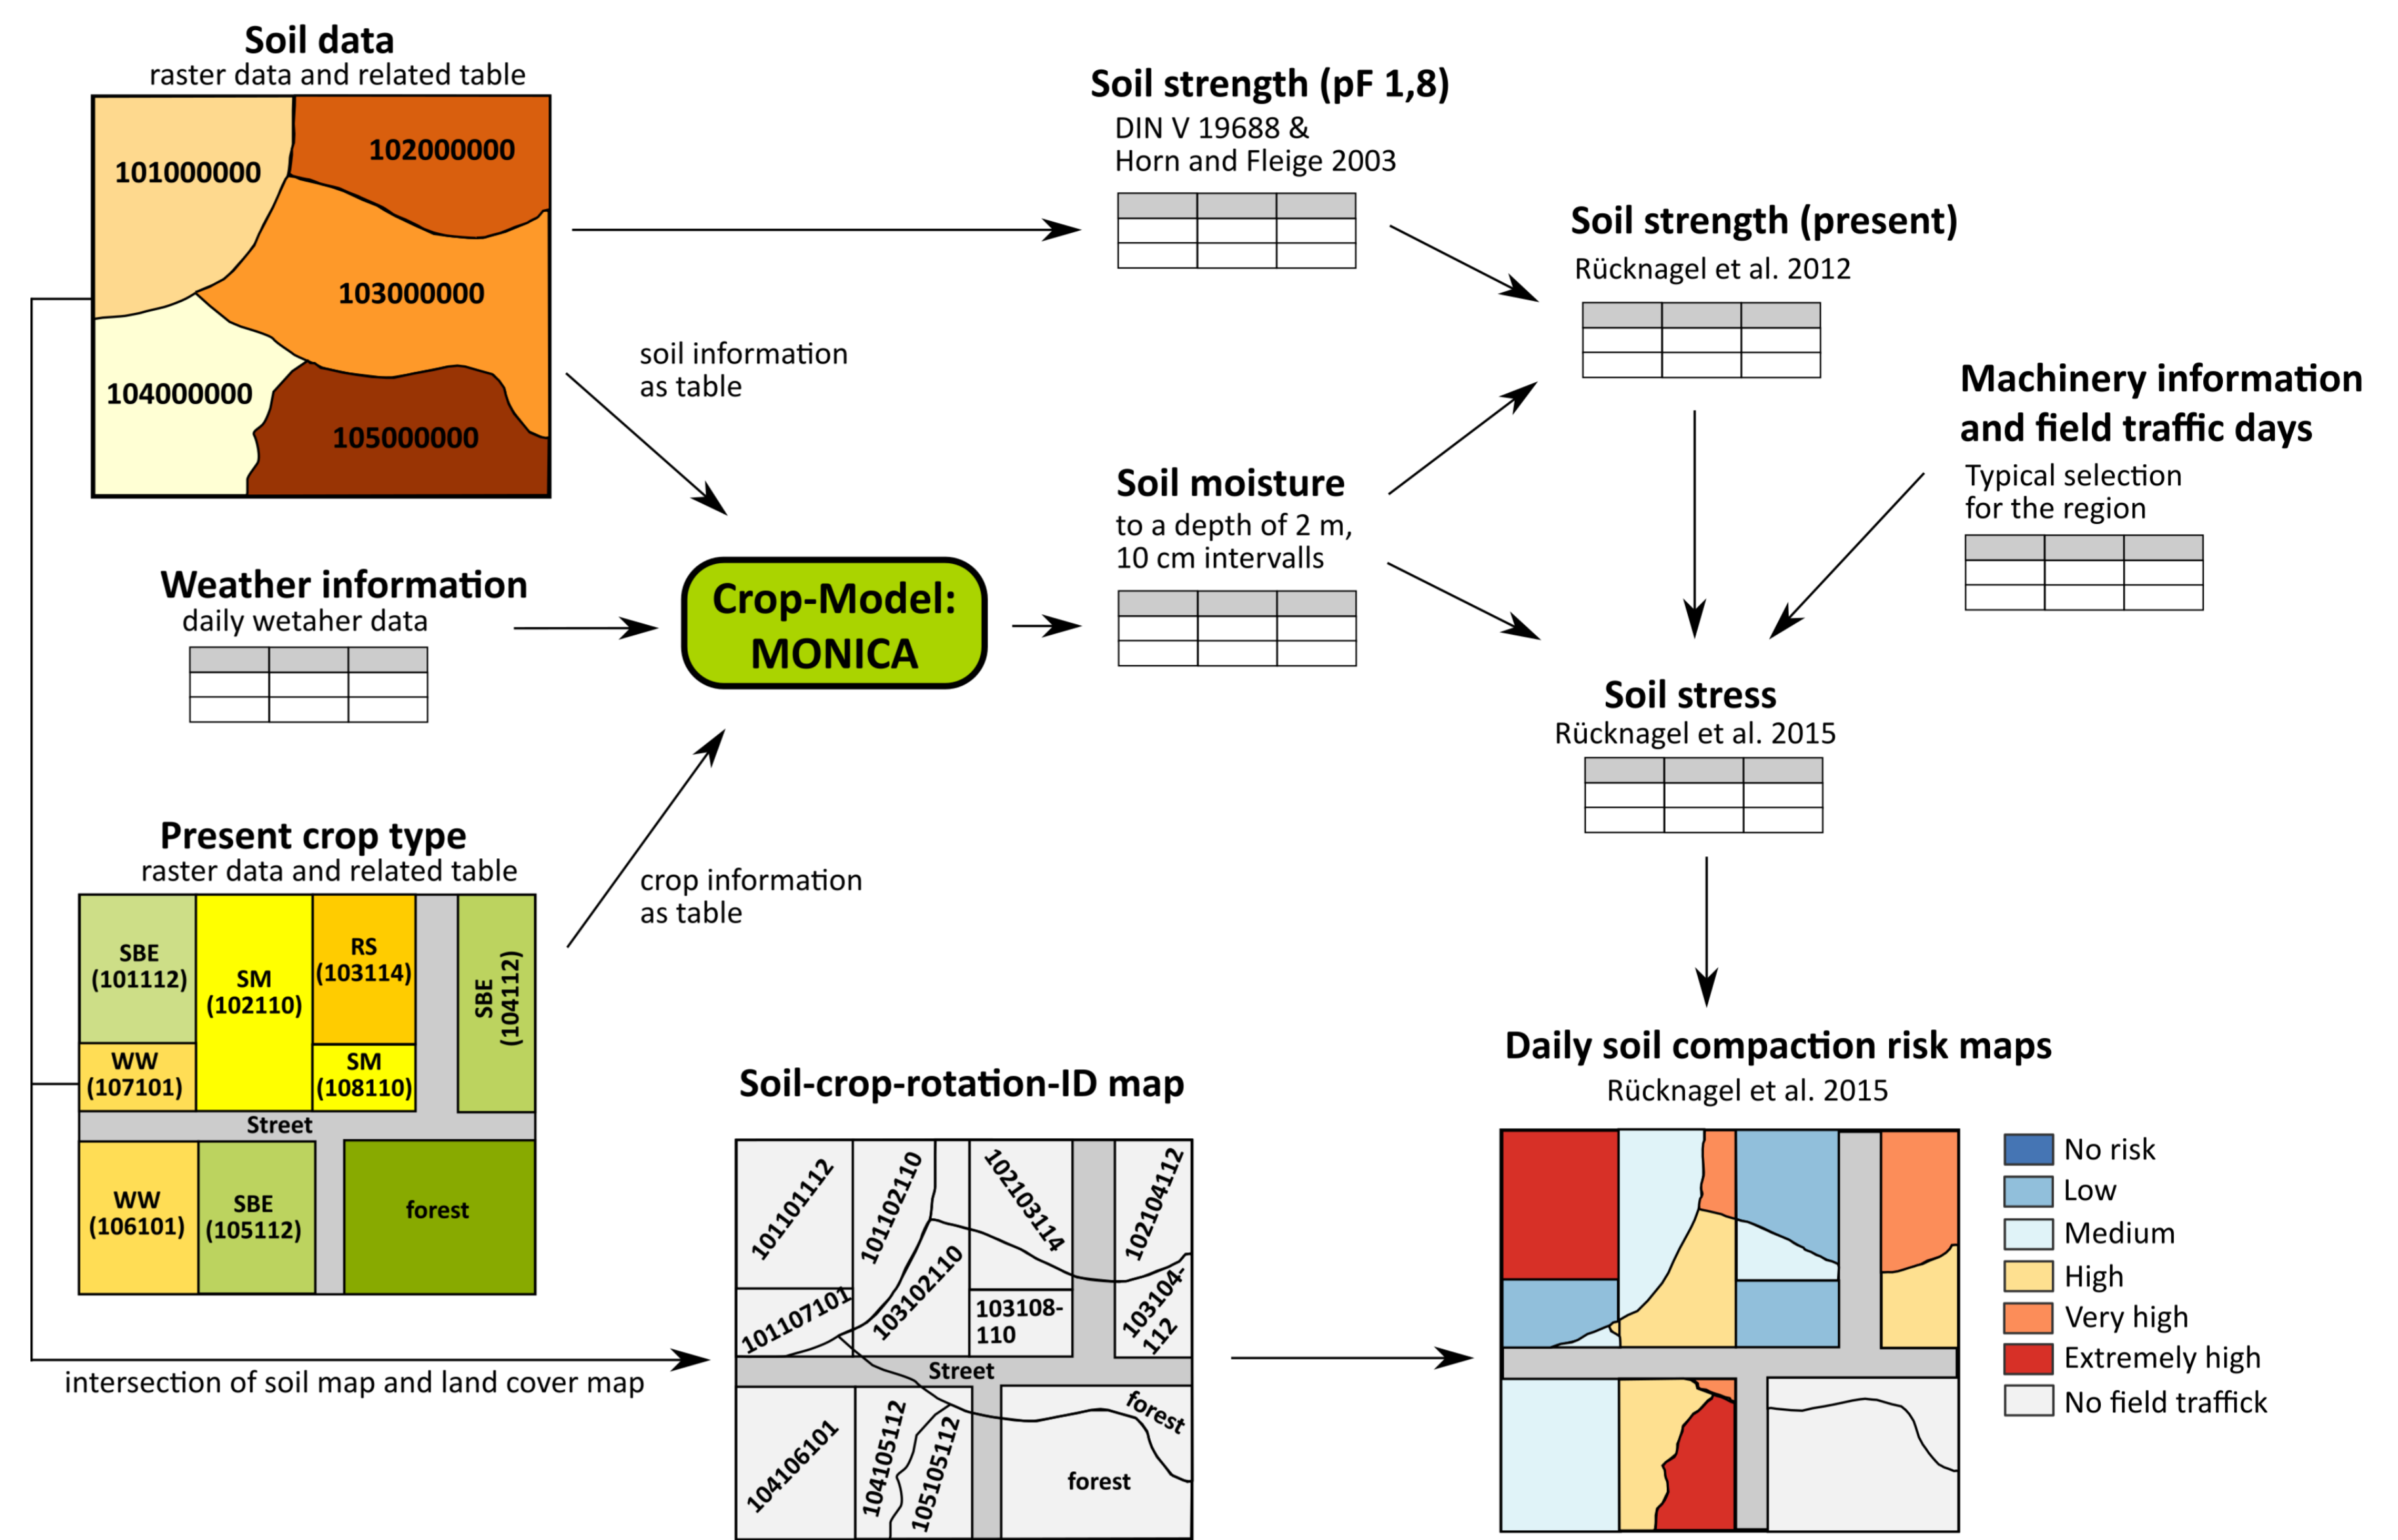 Soil data
raster data and related table
101000000
102000000
103000000
104000000
105000000
Soil strength (pF 1,8)
DIN V 19688 &
Horn and Fleige 2003
Soil strength (present)
Rücknagel et al. 2012
soil information
as table
Machinery information
and field traffic days
Typical selection
for the region
Soil moisture
to a depth of 2 m,
10 cm intervalls
Weather information
daily wetaher data
Crop-Model:
MONICA
Soil stress
Rücknagel et al. 2015
Present crop type
raster data and related table
SBE
(101112)
SM
(102110)
RS
(103114)
SBE
(104112)
WW
(107101)
SM
(108110)
Street
WW
(106101)
SBE
(105112)
forest
crop information
as table
intersection of soil map and land cover map
Soil-crop-rotation-ID map
101101112
101102110
102103114
102104112
101107101
103102110
103108-
110
103104-
112
Street
104106101
104105112
105105112
forest
forest
Daily soil compaction risk maps
Rücknagel et al. 2015
No risk
Low
Medium
High
Very high
Extremely high
No field traffick